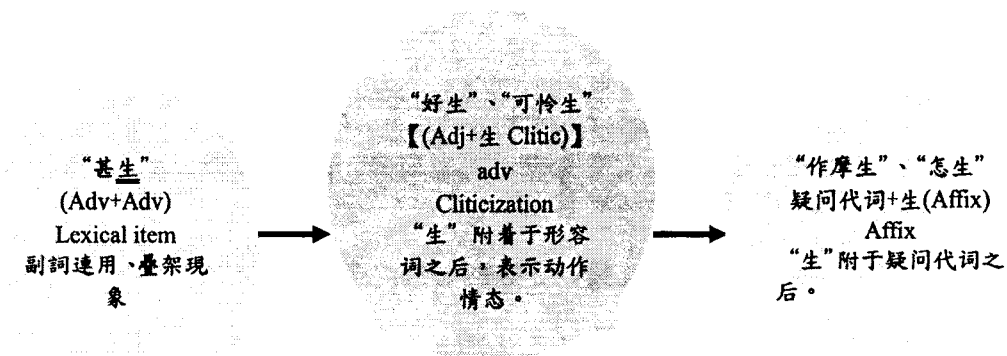 “甚生”
(Adv+Adv)
Lexical item
副詞連用、疊架現
象
“好生”、“可怜生”
【(Adj+生 Clitic)】
adv
Cliticization
“生” 附着于形容
词之后，表示动作
情态。
“作摩生”、“怎生”
疑问代词+生(Affix)
Affix
“生”附于疑问代词之
后。